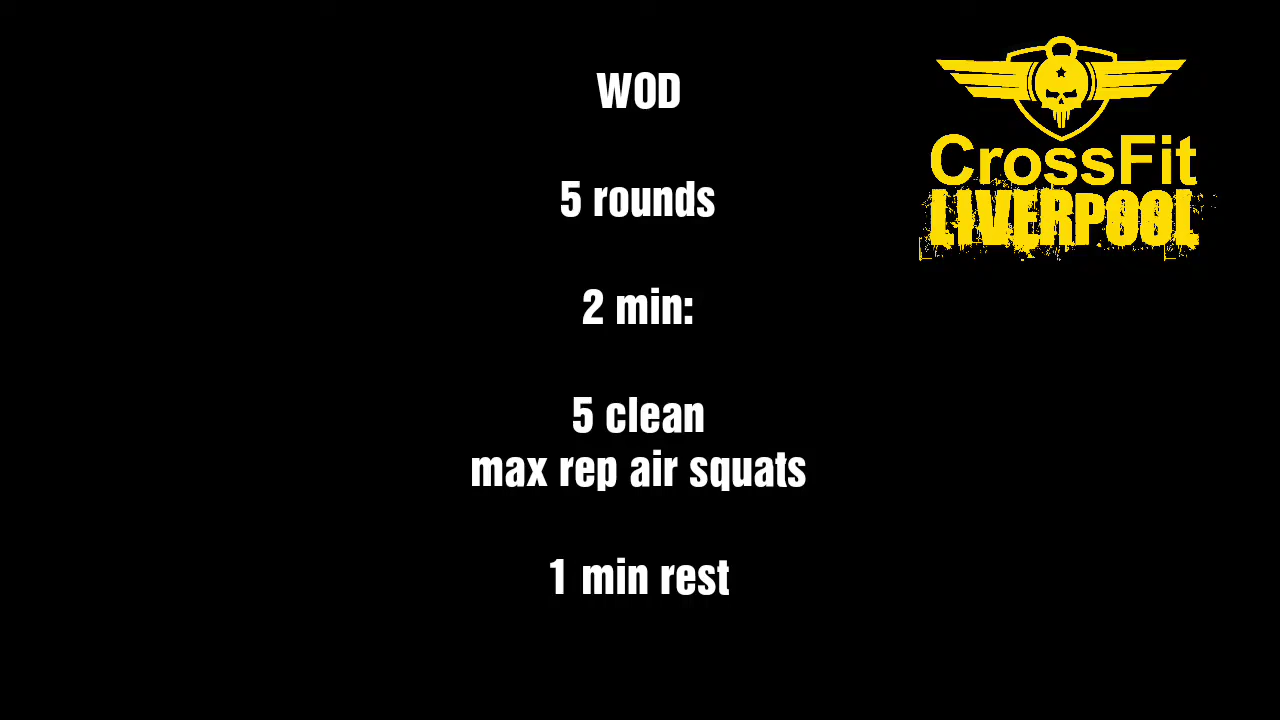 WOD
5 rounds
2 min:
5 clean
max rep air squats
1 min rest
CrossFit
LIVERPOOL